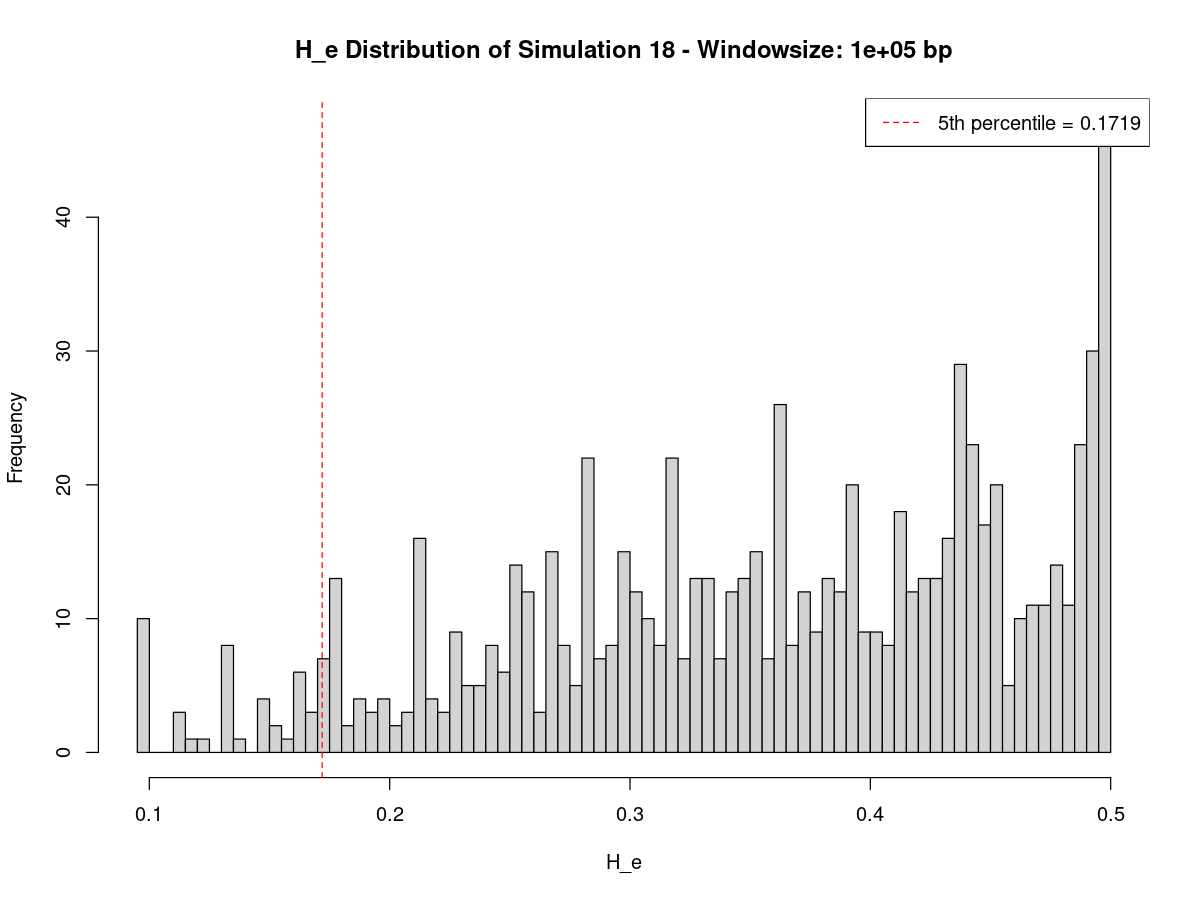 H_e Distribution of Simulation 18 - Windowsize: 1e+05 bp
5th percentile = 0.1719
Frequency
40
30
20
10
0
0.1 0.2 0.3 0.4 0.5
H_e